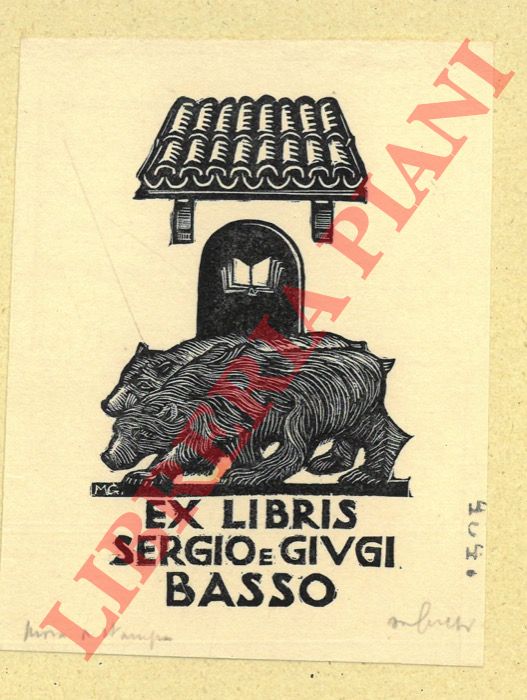 MG.
EX LIBRIS
SERGIO E GIVGI
BASSO
LIBRERIA PIANI